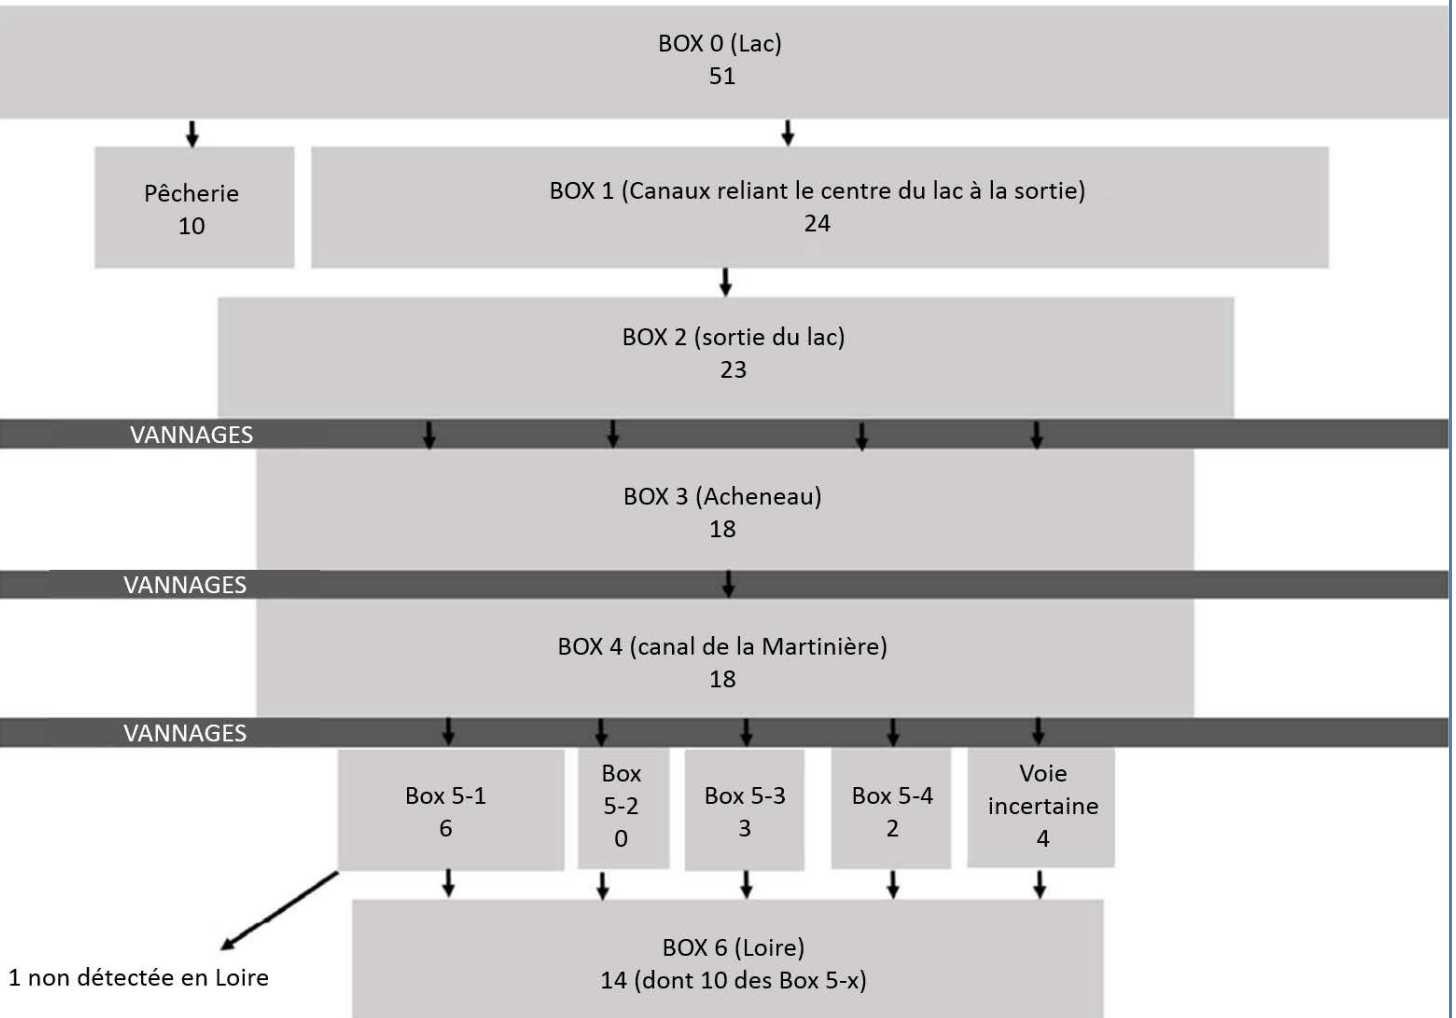 BOX 0 (Lac)
51
Pêcherie
10
BOX 1 (Canaux reliant le centre du lac à la sortie)
24
BOX 2 (sortie du lac)
23
VANNAGES
BOX 3 (Acheneau)
18
VANNAGES
BOX 4 (canal de la Martinière)
18
VANNAGES
Box 5-1
6
Box
5-2
0
Box 5-3
3
Box 5-4
2
Voie
incertaine
4
1 non détectée en Loire
BOX 6 (Loire)
14 (dont 10 des Box 5-x)